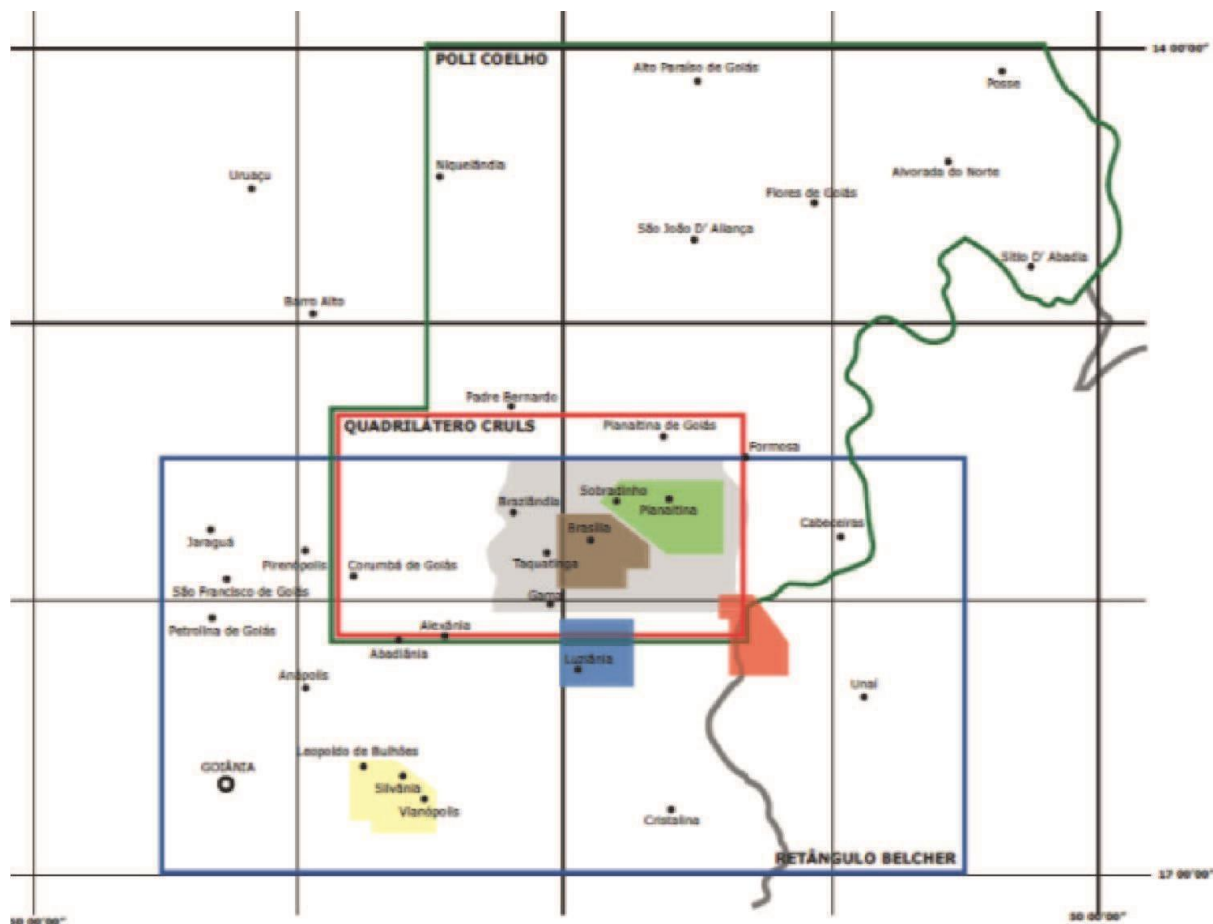 14 00'00"
POLI COELHO
Alto Paraíso de Goiás
Posse
Niquelândia
Uruaçu
Alvorada do Norte
Flores de Goiás
São João D' Aliança
Sítio D' Abadia
Barro Alto
Padre Bernardo
QUADRILÁTERO CRULS
Planaltina de Goiás
Formosa
Sobradinho
Brazlândia
Planaltina
Brasília
Cabeceiras
Jaraguá
Pirenópolis
Taguatinga
Corumbá de Goiás
São Francisco de Goiás
Gama
Petrolina de Goiás
Alexânia
Abadiânia
Luziânia
Anápolis
Unaí
Leopoldo de Bulhões
GOIÂNIA
Silvânia
Vianópolis
Cristalina
RETÂNGULO BELCHER
17 00'00"
50 00'00"
50 00'00"